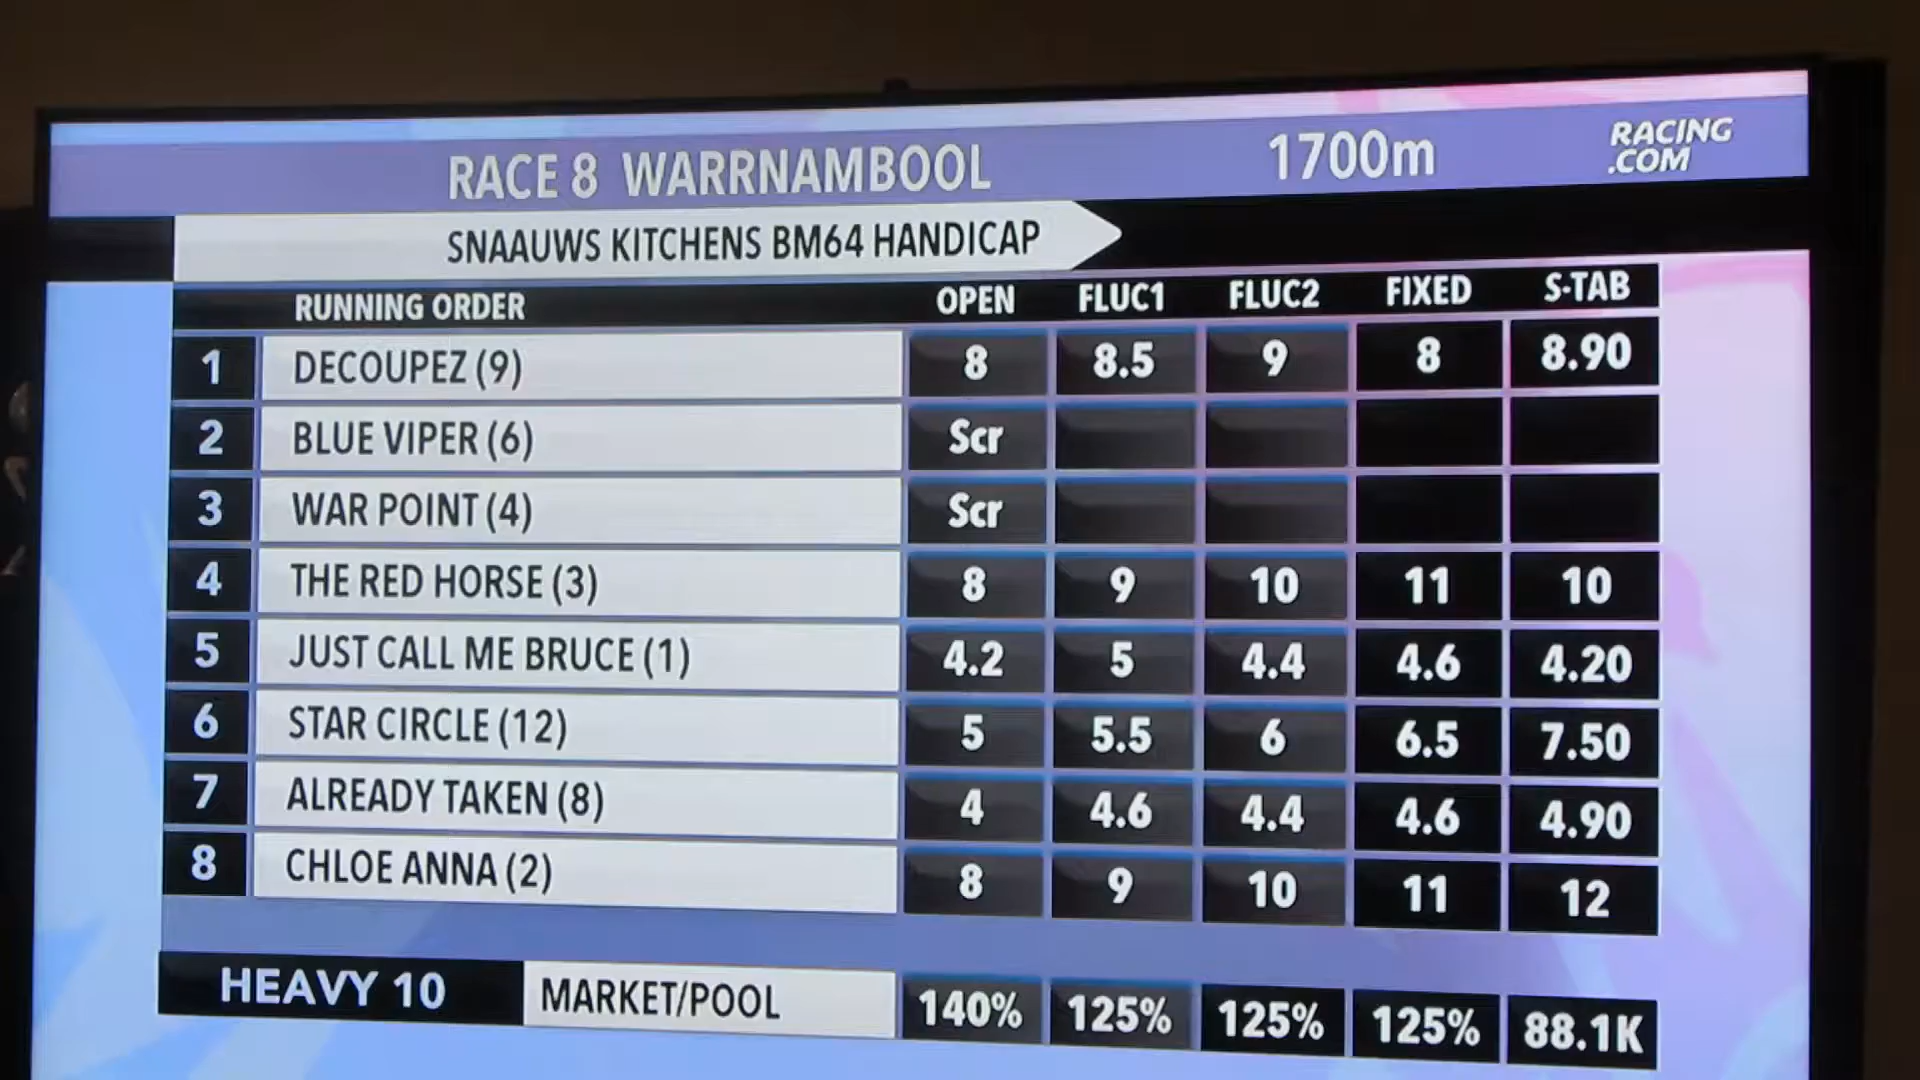 RACE 8 WARRNAMBOOL 1700m RACING
.COM
SNAAUWS KITCHENS BM64 HANDICAP
RUNNING ORDER OPEN FLUC1 FLUC2 FIXED S-TAB
1 DECOUPEZ (9) 8 8.5 9 8 8.90
2 BLUE VIPER (6) Scr
3 WAR POINT (4) Scr
4 THE RED HORSE (3) 8 9 10 11 10
5 JUST CALL ME BRUCE (1) 4.2 5 4.4 4.6 4.20
6 STAR CIRCLE (12) 5 5.5 6 6.5 7.50
7 ALREADY TAKEN (8) 4 4.6 4.4 4.6 4.90
8 CHLOE ANNA (2) 8 9 10 11 12
HEAVY 10 MARKET/POOL 140% 125% 125% 125% 88.1K